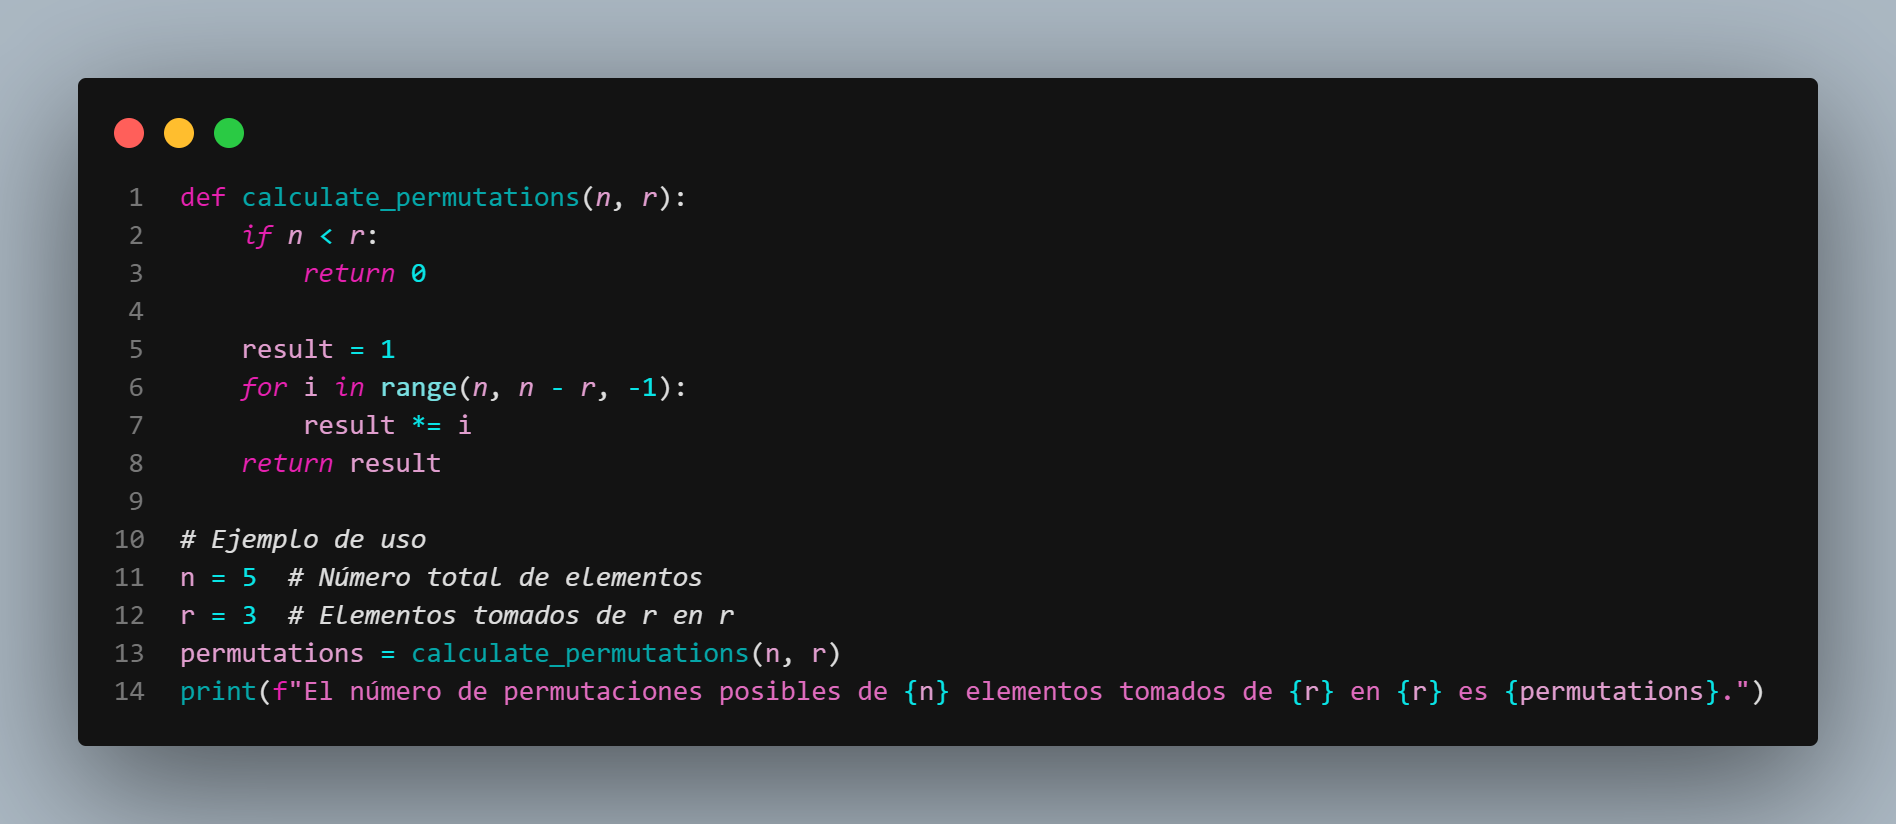 1 def calculate_permutations(n, r):
2     if n < r:
3         return 0
4
5     result = 1
6     for i in range(n, n - r, -1):
7         result *= i
8     return result
9
10 # Ejemplo de uso
11 n = 5  # Número total de elementos
12 r = 3  # Elementos tomados de r en r
13 permutations = calculate_permutations(n, r)
14 print(f"El número de permutaciones posibles de {n} elementos tomados de {r} en {r} es {permutations}.")